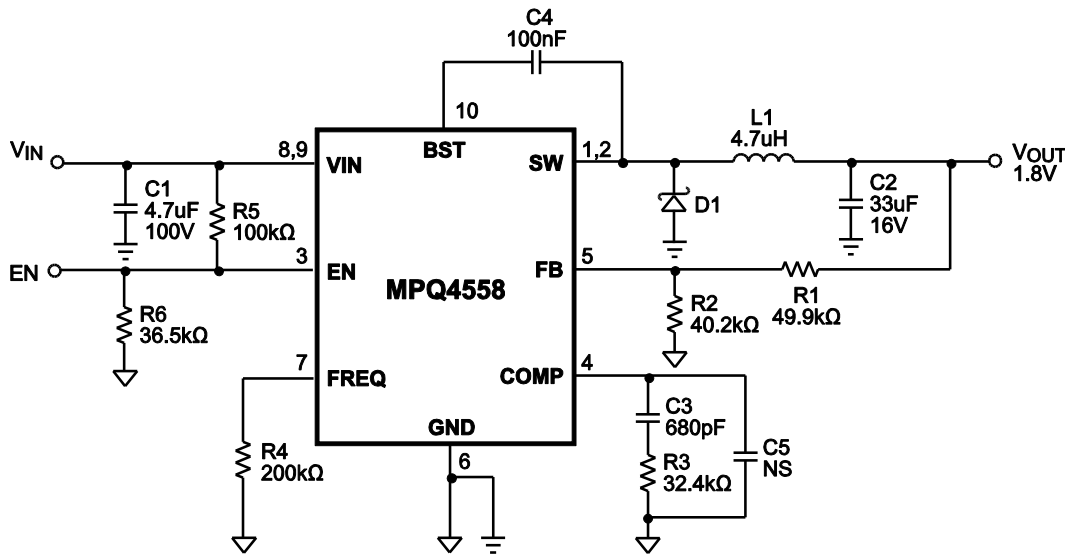 C4
100nF
10
L1
4.7uH
VIN
8,9
VIN
BST
SW
1,2
VOUT
1.8V
C1
4.7uF
100V
R5
100kΩ
D1
C2
33uF
16V
EN
3
EN
FB
5
MPQ4558
R6
36.5kΩ
R2
40.2kΩ
R1
49.9kΩ
7
FREQ
COMP
4
GND
6
R4
200kΩ
C3
680pF
R3
32.4kΩ
C5
NS